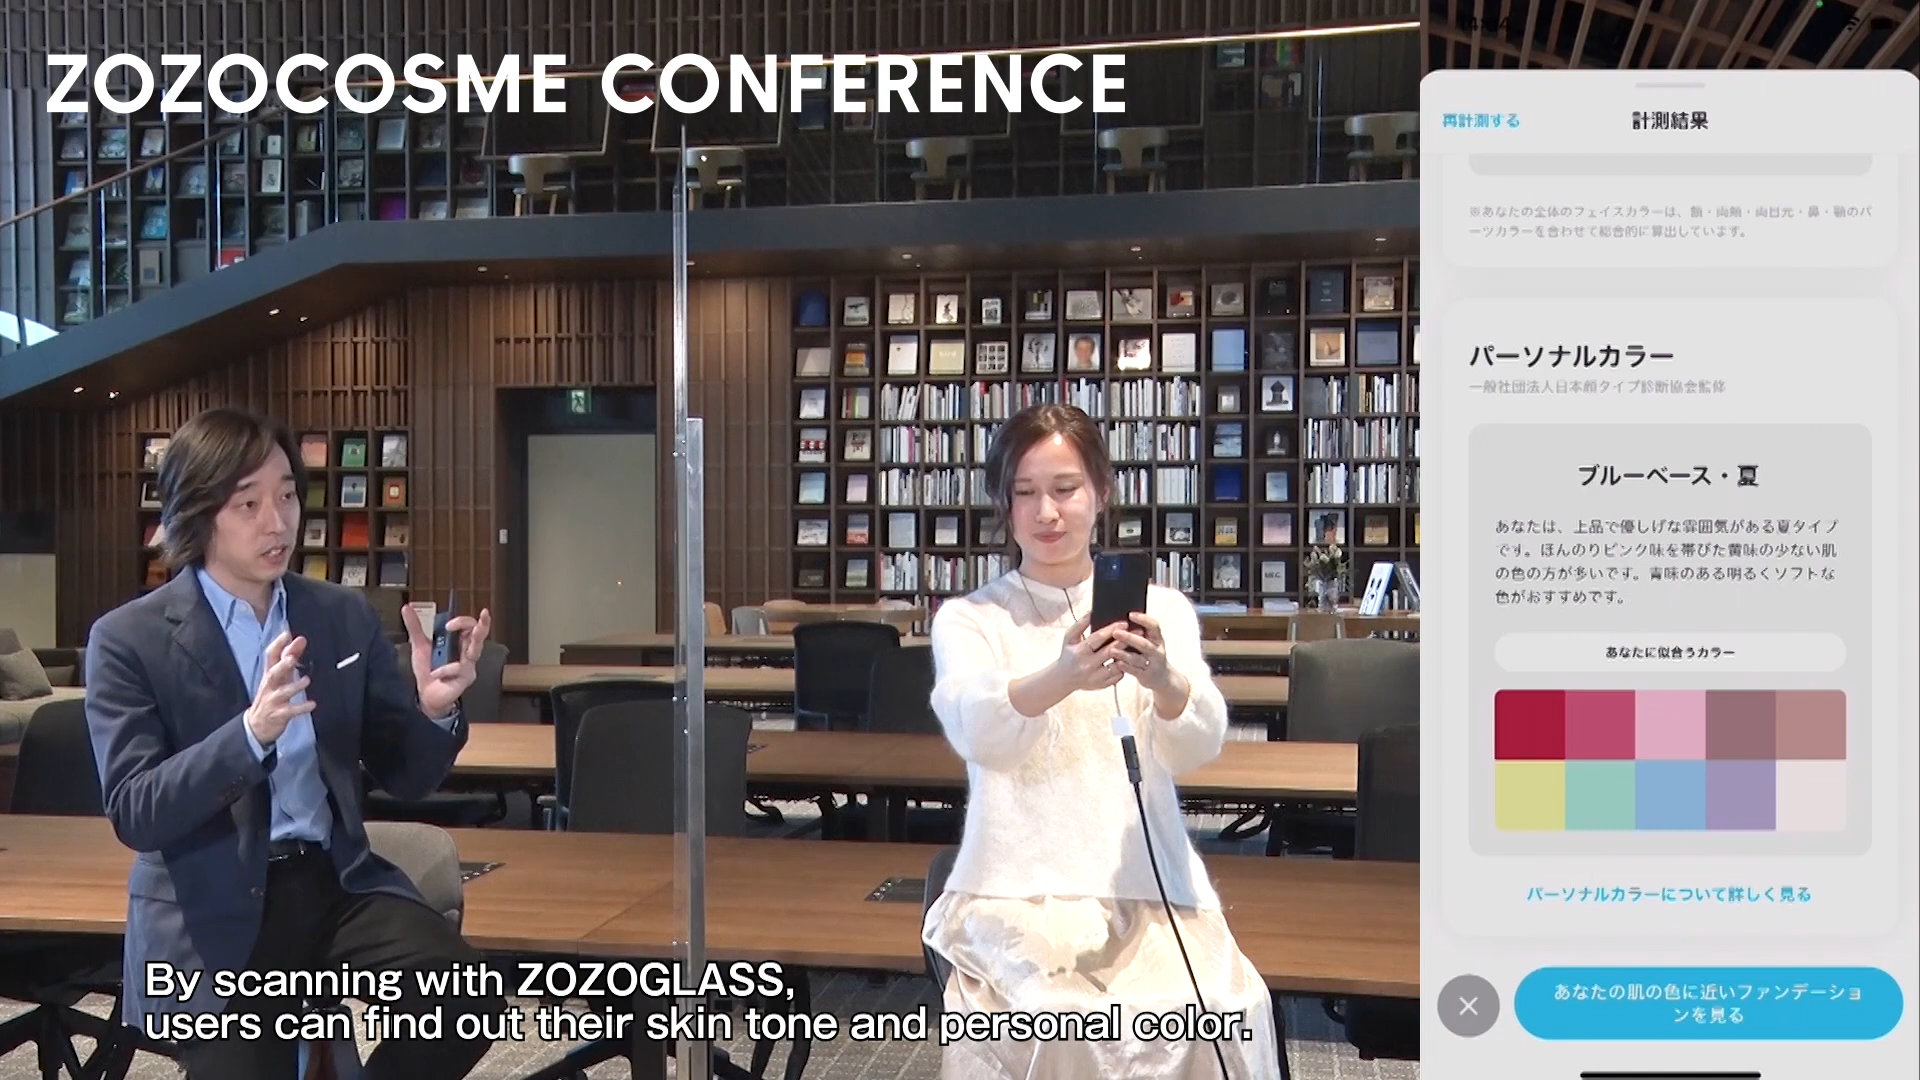 ZOZOCOSME CONFERENCE
再計測する
計測結果
※あなたの全体のフェイスカラーは、額・両頬・両目元・鼻・顎のパ
ーツカラーを合わせて総合的に算出しています。
パーソナルカラー
一般社団法人日本顔タイプ診断協会監修
ブルーベース・夏
あなたは、上品で優しげな雰囲気がある夏タイプ
です。ほんのりピンク味を帯びた黄味の少ない肌
の色の方が多いです。青味のある明るくソフトな
色がおすすめです。
あなたに似合うカラー
パーソナルカラーについて詳しく見る
あなたの肌の色に近いファンデーショ
ンを見る
By scanning with ZOZOGLASS,
users can find out their skin tone and personal color.